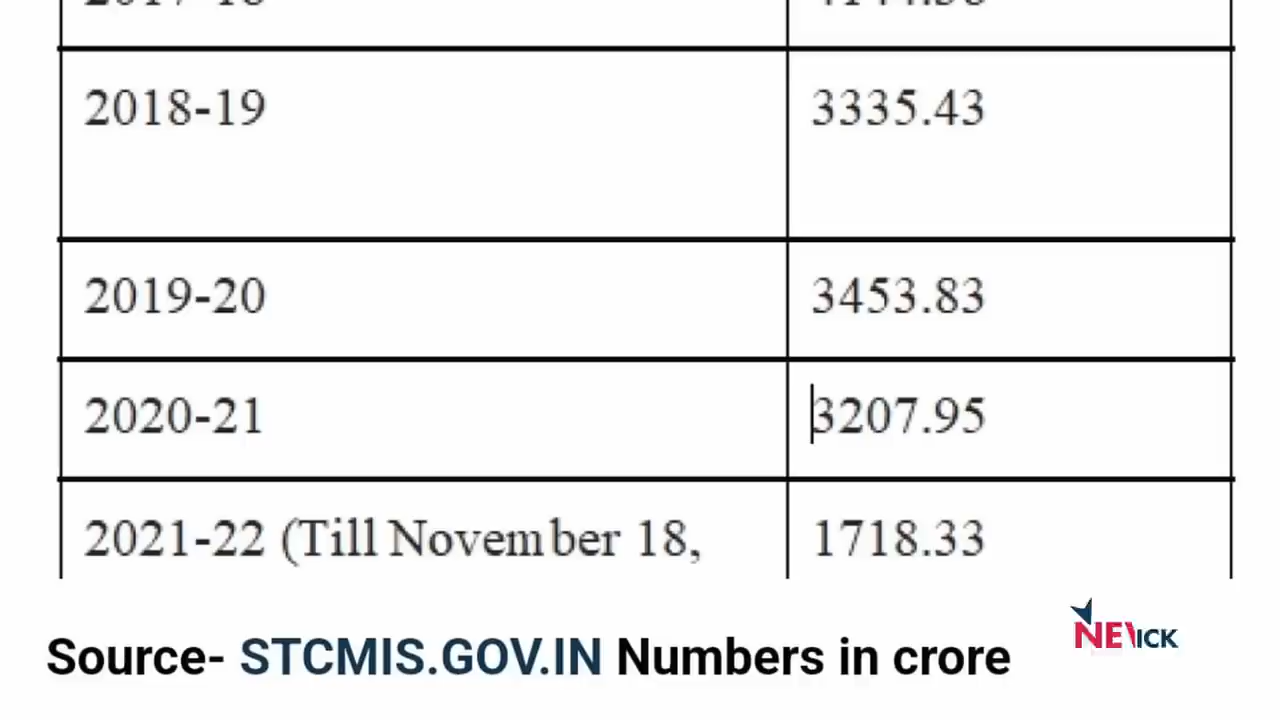 2018-19 3335.43
2019-20 3453.83
2020-21 3207.95
2021-22 (Till November 18, 1718.33
Source- STCMIS.GOV.IN Numbers in crore